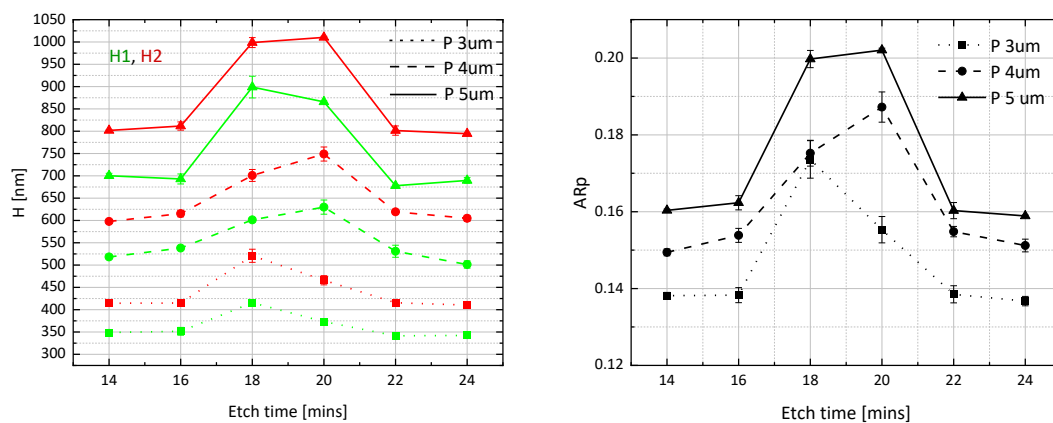 1050
1000
950
900
850
800
750
700
650
600
550
500
450
400
350
300
H [nm]
H1, H2
P 3um
P 4um
P 5um
14 16 18 20 22 24
Etch time [mins]
0.20
0.18
0.16
0.14
0.12
ARp
P 3um
P 4um
P 5 um
14 16 18 20 22 24
Etch time [mins]